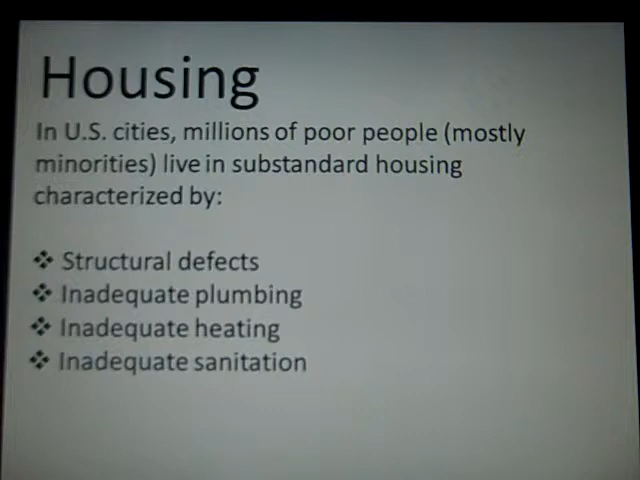 Housing
In U.S. cities, millions of poor people (mostly
minorities) live in substandard housing
characterized by:
❖ Structural defects
❖ Inadequate plumbing
❖ Inadequate heating
❖ Inadequate sanitation